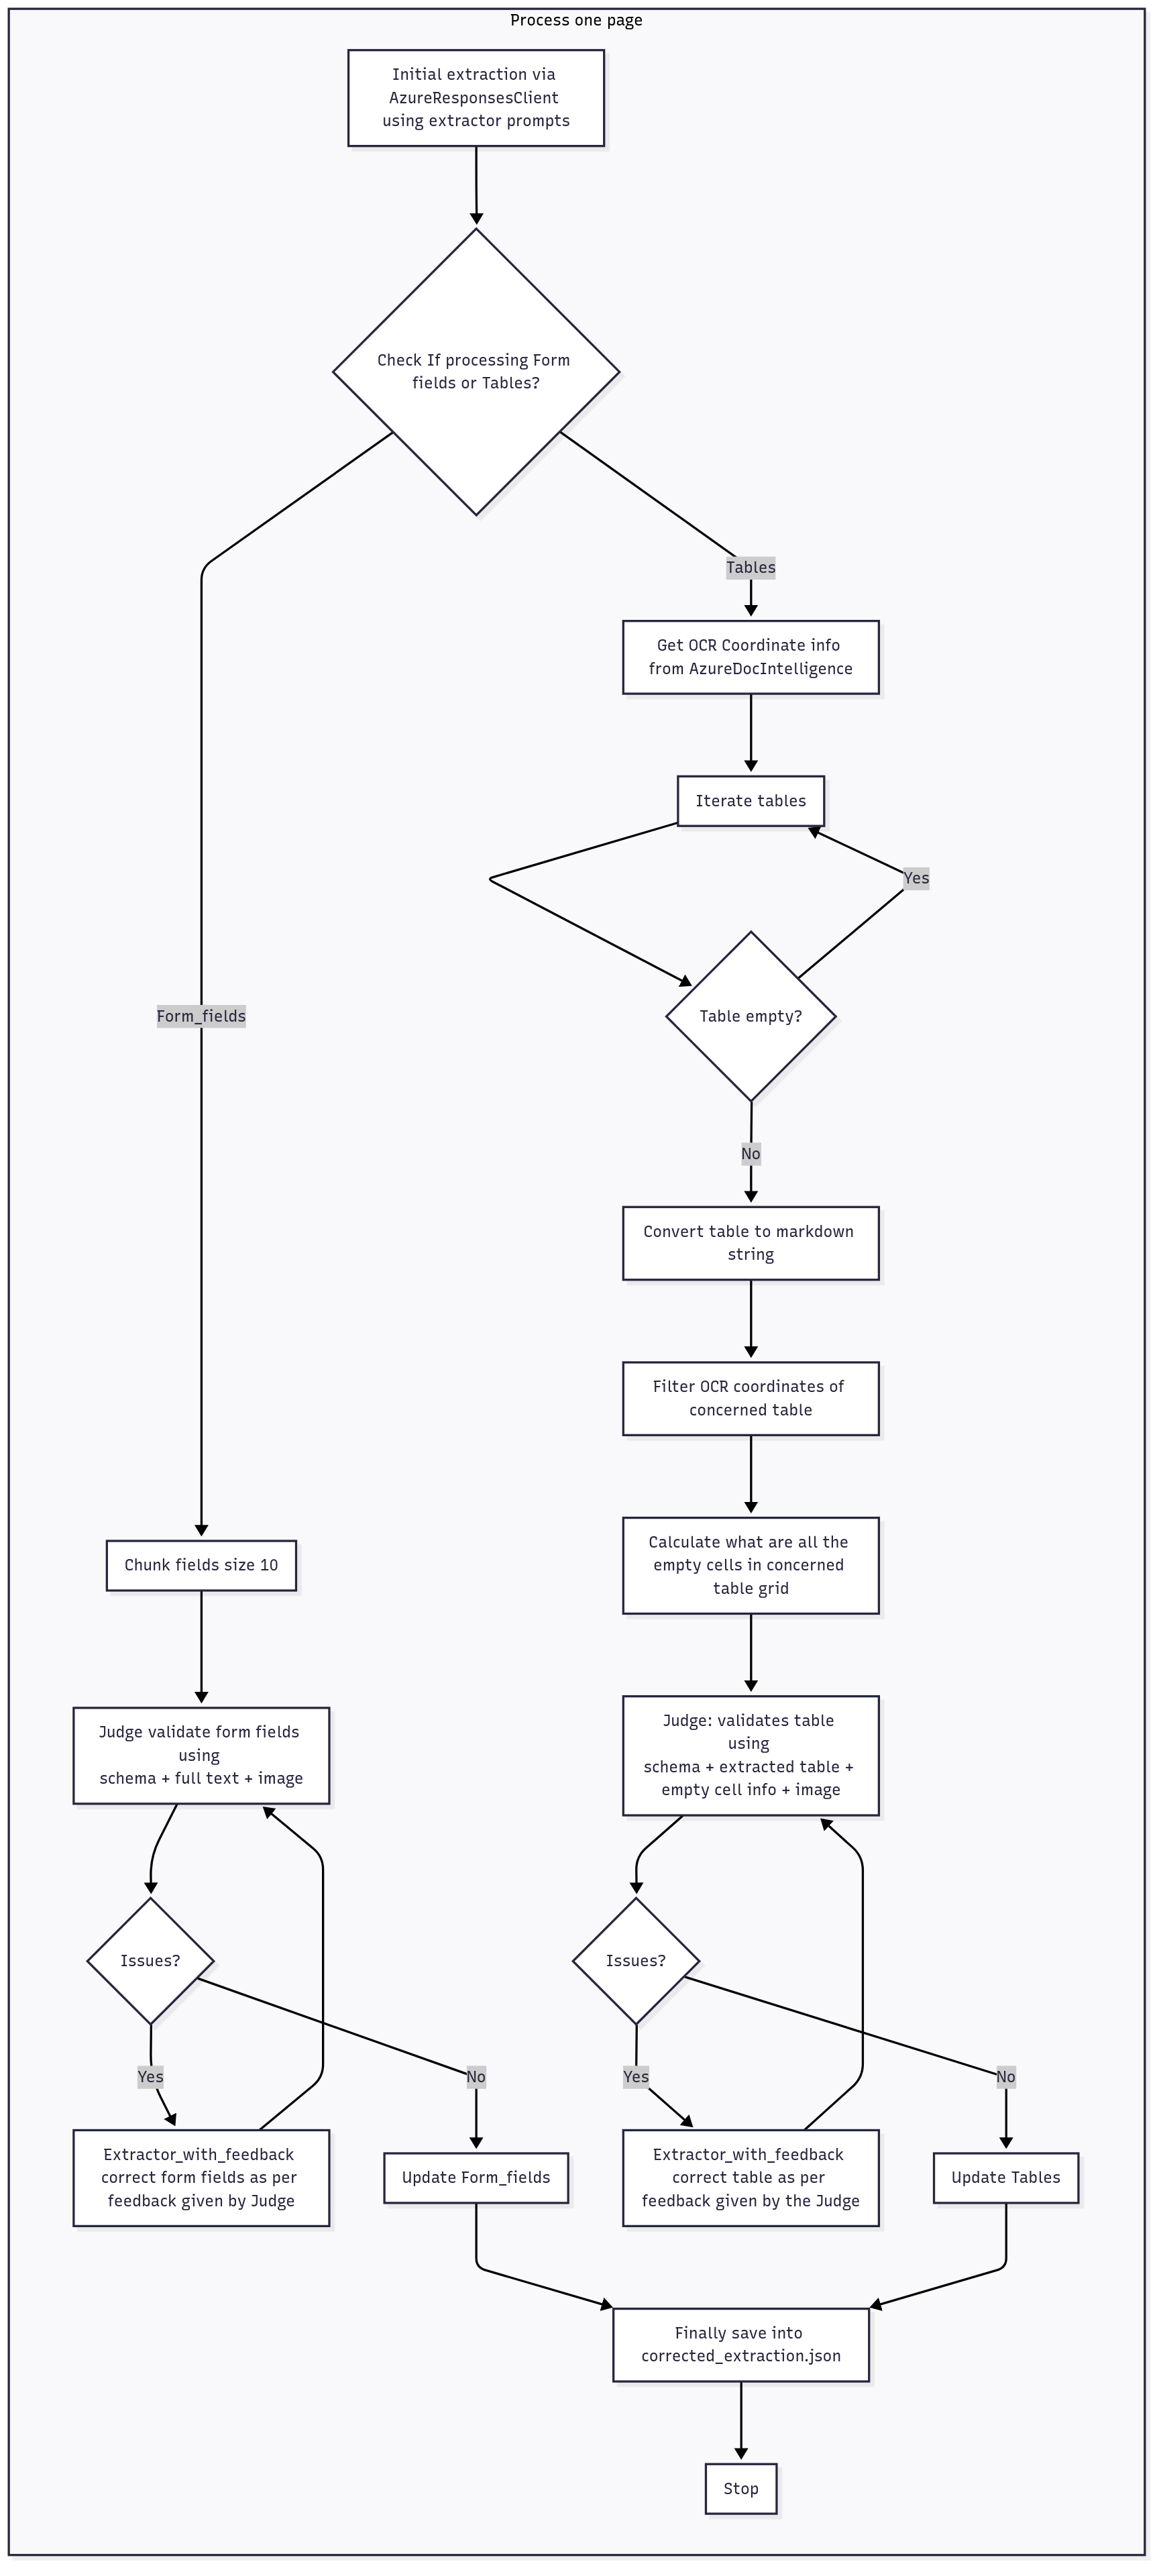 Process one page
Initial extraction via
AzureResponsesClient
using extractor prompts
Check If processing Form
fields or Tables?
Tables
Get OCR Coordinate info
from AzureDocIntelligence
Iterate tables
Yes
Table empty?
Form_fields
No
Convert table to markdown
string
Filter OCR coordinates of
concerned table
Calculate what are all the
empty cells in concerned
table grid
Chunk fields size 10
Judge validate form fields
using
schema + full text + image
Judge: validates table
using
schema + extracted table +
empty cell info + image
Issues?
Issues?
Yes
No
Yes
No
Extractor_with_feedback
correct form fields as per
feedback given by Judge
Update Form_fields
Extractor_with_feedback
correct table as per
feedback given by the Judge
Update Tables
Finally save into
corrected_extraction.json
Stop